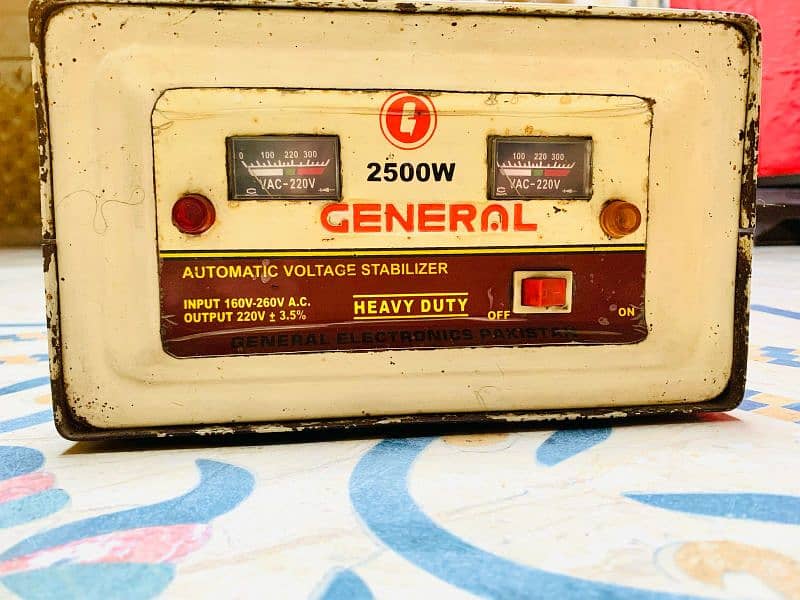 0 100 220 300
VAC-220V
100 220 300
VAC-220V
2500W
GENERAL
AUTOMATIC VOLTAGE STABILIZER
INPUT 160V-260V A.C.
OUTPUT 220V ± 3.5%
HEAVY DUTY
OFF
ON
GENERAL ELECTRONICS PAKISTAN